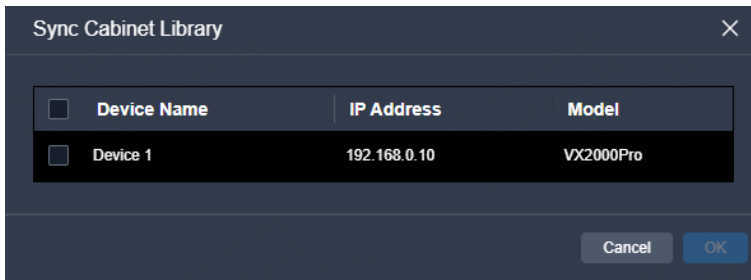 Sync Cabinet Library
Device Name IP Address Model
Device 1 192.168.0.10 VX2000Pro
Cancel OK